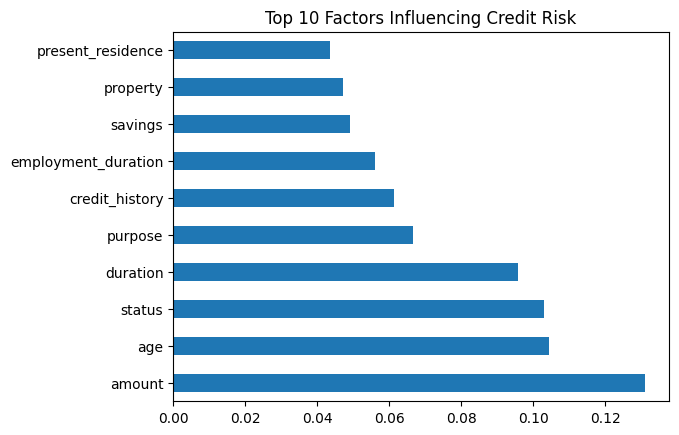 Top 10 Factors Influencing Credit Risk
present_residence
property
savings
employment_duration
credit_history
purpose
duration
status
age
amount
0.00 0.02 0.04 0.06 0.08 0.10 0.12